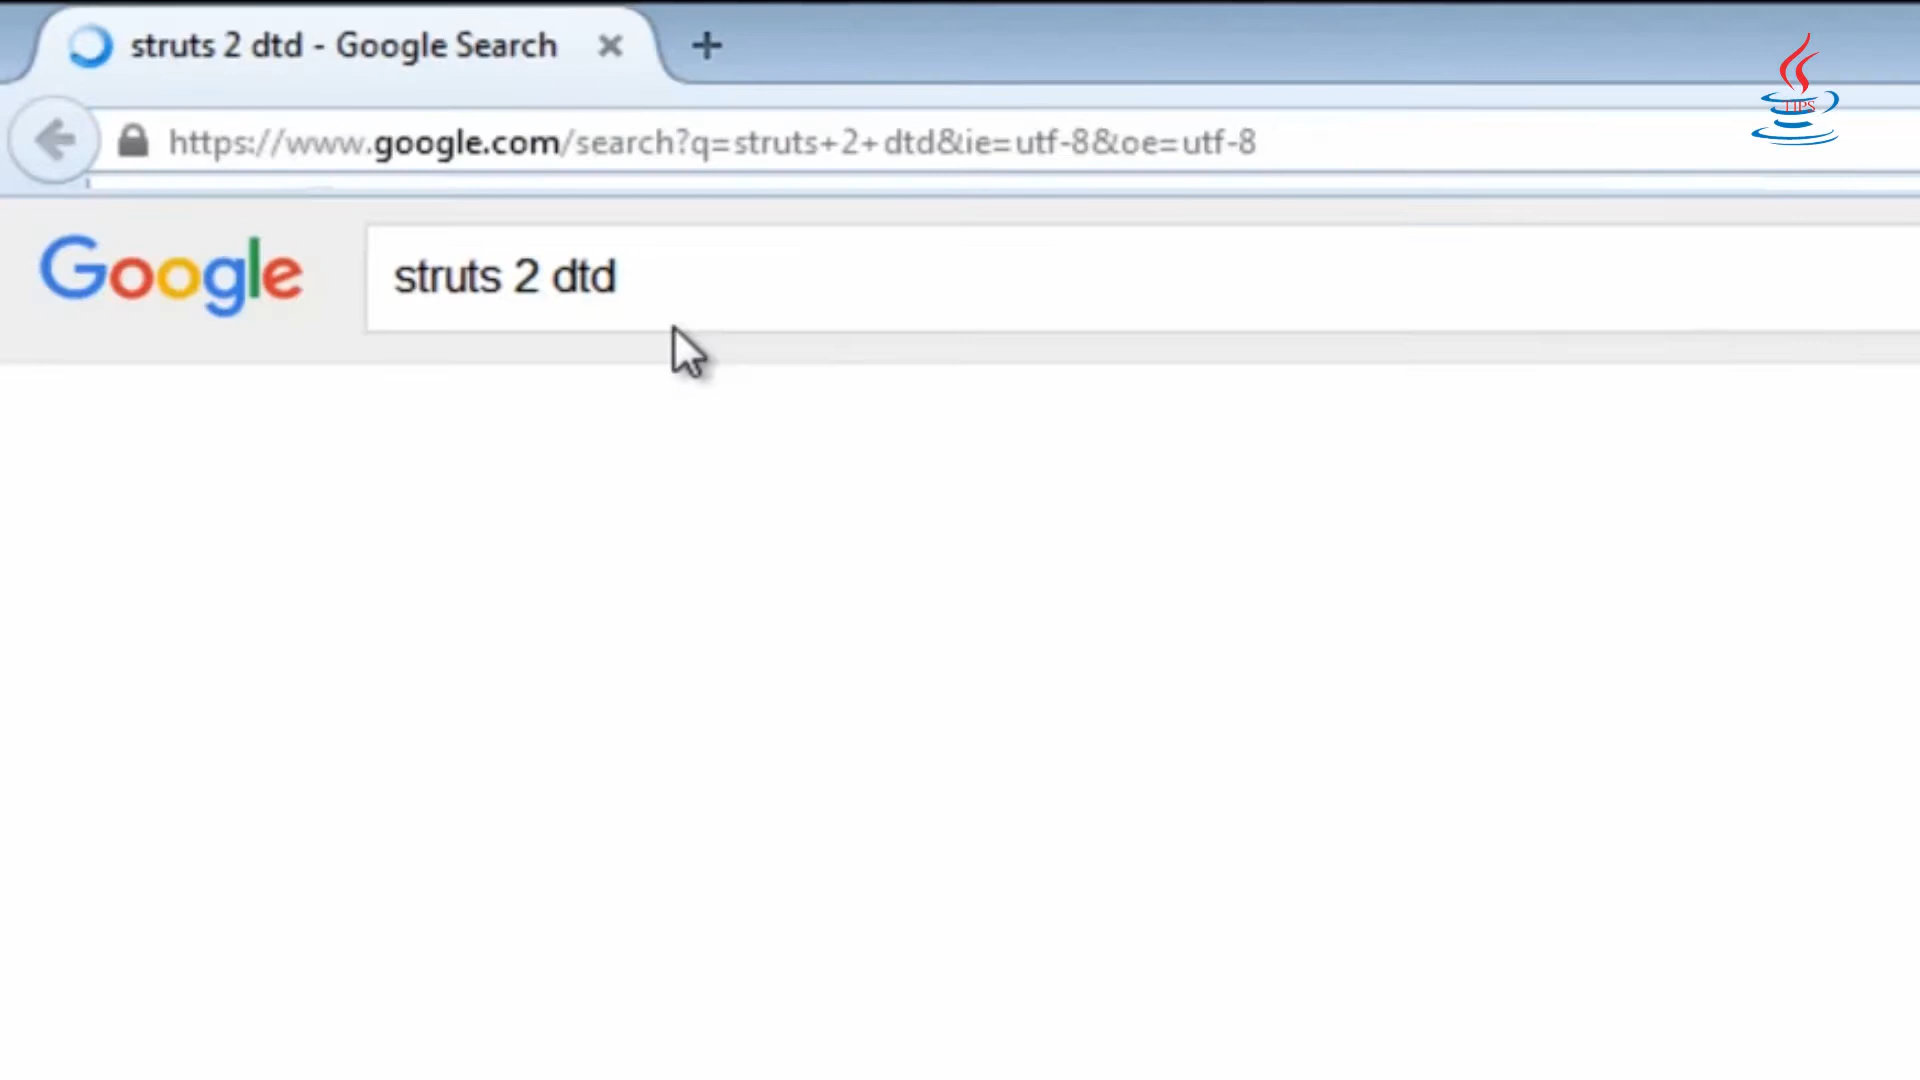 struts 2 dtd - Google Search
https://www.google.com/search?q=struts+2+dtd&ie=utf-8&oe=utf-8
TIPS
Google
struts 2 dtd